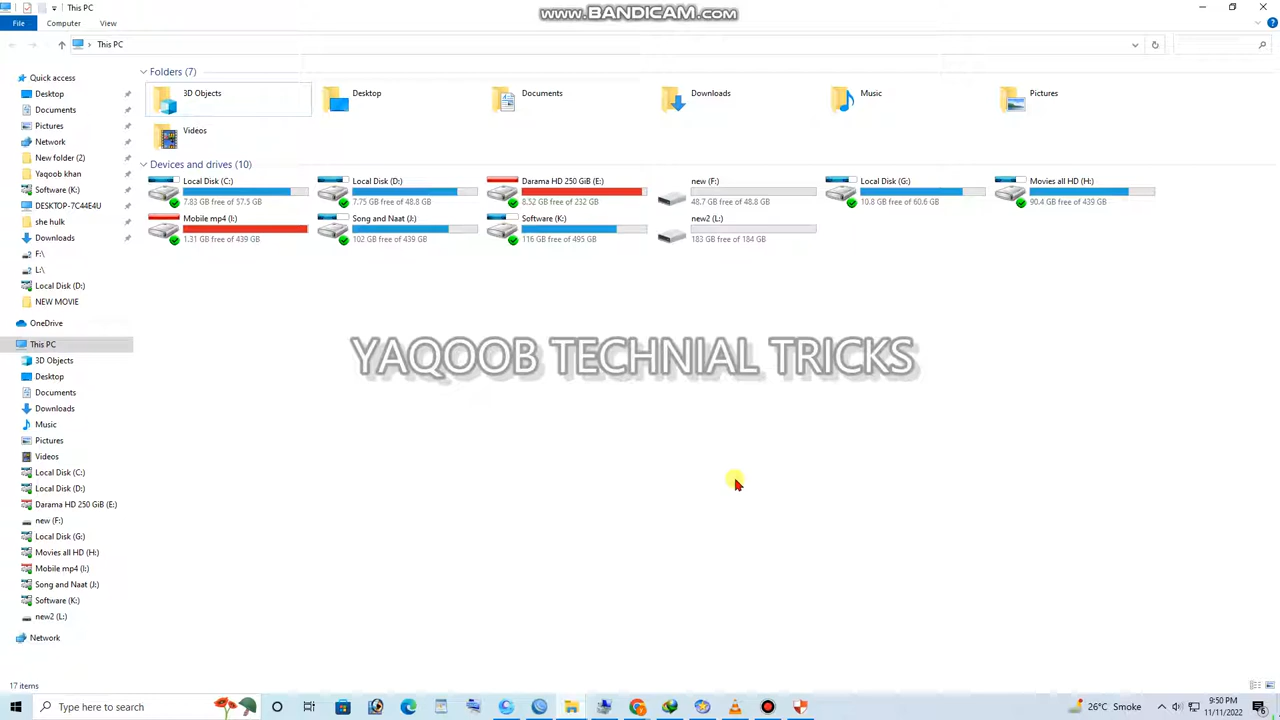 This PC
www.BANDICAM.com
File
Computer
View
This PC
Quick access
Desktop
Documents
Pictures
Network
New folder (2)
Yaqoob khan
Software (K:)
DESKTOP-7C44E4U
she hulk
Downloads
F:\
L:\
Local Disk (D:)
NEW MOVIE
OneDrive
This PC
3D Objects
Desktop
Documents
Downloads
Music
Pictures
Videos
Local Disk (C:)
Local Disk (D:)
Darama HD 250 GiB (E:)
new (F:)
Local Disk (G:)
Movies all HD (H:)
Mobile mp4 (I:)
Song and Naat (J:)
Software (K:)
new2 (L:)
Network
Folders (7)
3D Objects
Desktop
Documents
Downloads
Music
Pictures
Videos
Devices and drives (10)
Local Disk (C:)
7.83 GB free of 57.5 GB
Local Disk (D:)
7.75 GB free of 48.8 GB
Darama HD 250 GiB (E:)
8.52 GB free of 232 GB
new (F:)
48.7 GB free of 48.8 GB
Local Disk (G:)
10.8 GB free of 60.6 GB
Movies all HD (H:)
90.4 GB free of 439 GB
Mobile mp4 (I:)
1.31 GB free of 439 GB
Song and Naat (J:)
102 GB free of 439 GB
Software (K:)
116 GB free of 495 GB
new2 (L:)
183 GB free of 184 GB
YAQOOB TECHNIAL TRICKS
17 items
Type here to search
26°C Smoke
9:50 PM
11/11/2022
6